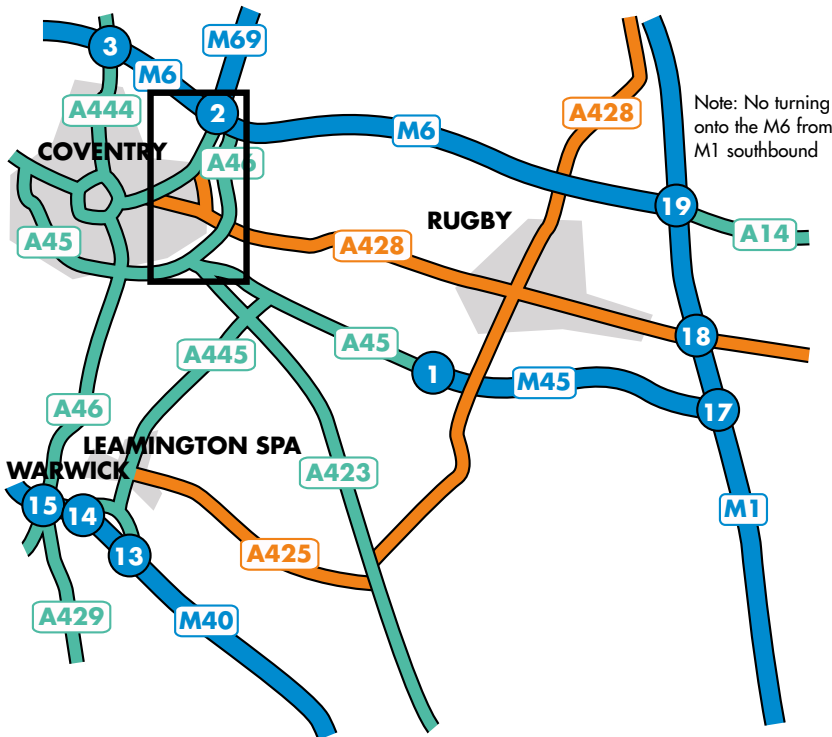 M69
3
M6
A444
2
A428
Note: No turning
onto the M6 from
M1 southbound
M6
COVENTRY
A46
19
RUGBY
A14
A45
A428
18
A445
A45
1
M45
17
A46
LEAMINGTON SPA
WARWICK
A423
15
14
M1
13
A425
A429
M40